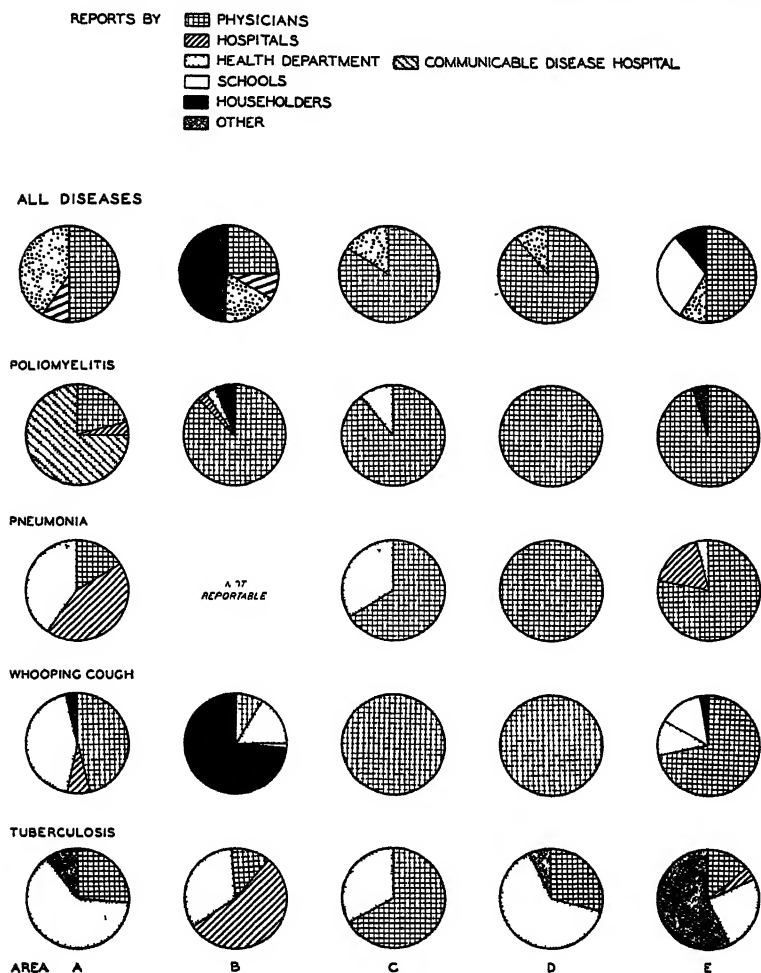 REPORTS BY PHYSICIANS
HOSPITALS
HEALTH DEPARTMENT COMMUNICABLE DISEASE HOSPITAL
SCHOOLS
HOUSEHOLDERS
OTHER
ALL DISEASES
POLIOMYELITIS
PNEUMONIA
REPORTABLE
WHOOPING COUGH
TUBERCULOSIS
AREA A B C D E